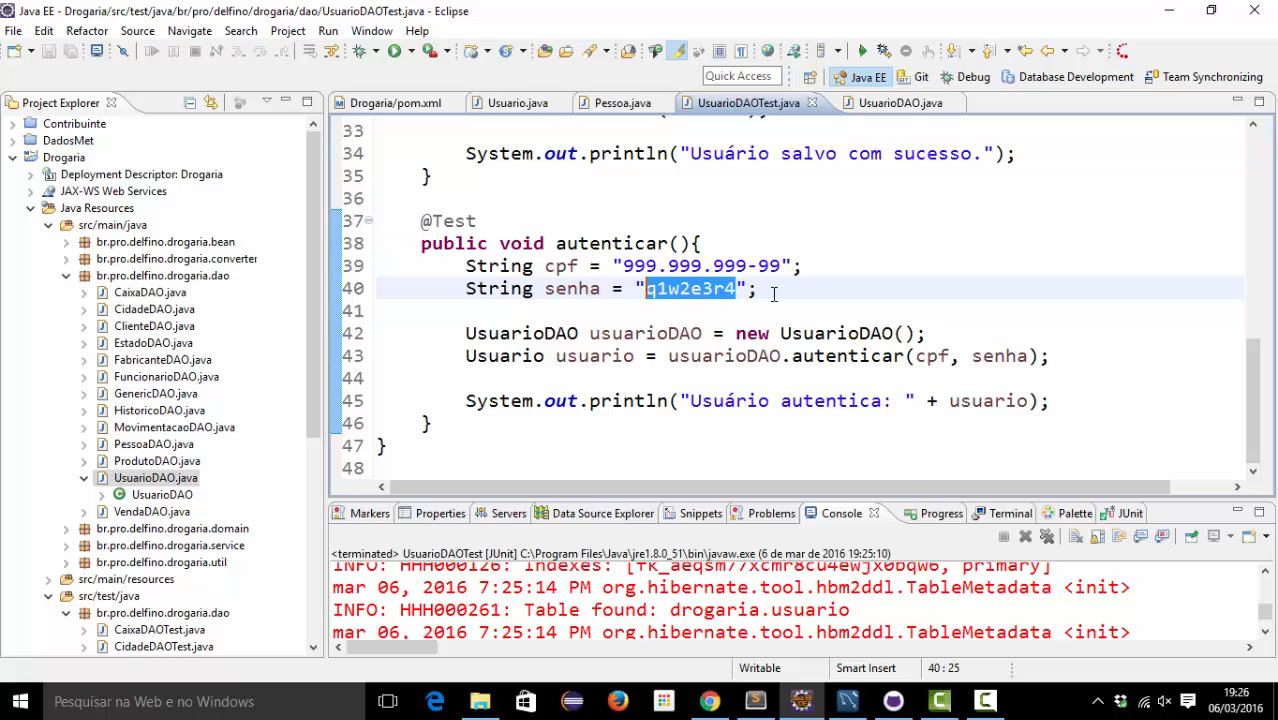 Java EE - Drogaria/src/test/java/br/pro/delfino/drogaria/dao/UsuarioDAOTest.java - Eclipse
File Edit Refactor Source Navigate Search Project Run Window Help
Quick Access Java EE Git Debug Database Development Team Synchronizing
Project Explorer
Contribuinte
DadosMet
Drogaria
Deployment Descriptor: Drogaria
JAX-WS Web Services
Java Resources
src/main/java
br.pro.delfino.drogaria.bean
br.pro.delfino.drogaria.converter
br.pro.delfino.drogaria.dao
CaixaDAO.java
CidadeDAO.java
ClienteDAO.java
EstadoDAO.java
FabricanteDAO.java
FuncionarioDAO.java
GenericDAO.java
HistoricoDAO.java
MovimentacaoDAO.java
PessoaDAO.java
ProdutoDAO.java
UsuarioDAO.java
UsuarioDAO
VendaDAO.java
br.pro.delfino.drogaria.domain
br.pro.delfino.drogaria.service
br.pro.delfino.drogaria.util
src/main/resources
src/test/java
br.pro.delfino.drogaria.dao
CaixaDAOTest.java
CidadeDAOTest.java
Drogaria/pom.xml Usuario.java Pessoa.java UsuarioDAOTest.java UsuarioDAO.java
33
34 System.out.println("Usuário salvo com sucesso.");
35 }
36
37 @Test
38 public void autenticar(){
39 String cpf = "999.999.999-99";
40 String senha = "q1w2e3r4";
41
42 UsuarioDAO usuarioDAO = new UsuarioDAO();
43 Usuario usuario = usuarioDAO.autenticar(cpf, senha);
44
45 System.out.println("Usuário autentica: " + usuario);
46 }
47 }
48
Markers Properties Servers Data Source Explorer Snippets Problems Console Progress Terminal Palette JUnit
<terminated> UsuarioDAOTest [JUnit] C:\Program Files\Java\jre1.8.0_51\bin\javaw.exe (6 de mar de 2016 19:25:10)
INFO: HHH000126: Indexes: [fk_aeqsm77xcmr8cu4ewjx0bqw6, primary]
mar 06, 2016 7:25:14 PM org.hibernate.tool.hbm2ddl.TableMetadata <init>
INFO: HHH000261: Table found: drogaria.usuario
mar 06, 2016 7:25:14 PM org.hibernate.tool.hbm2ddl.TableMetadata <init>
Writable Smart Insert 40 : 25
Pesquisar na Web e no Windows
19:26
06/03/2016